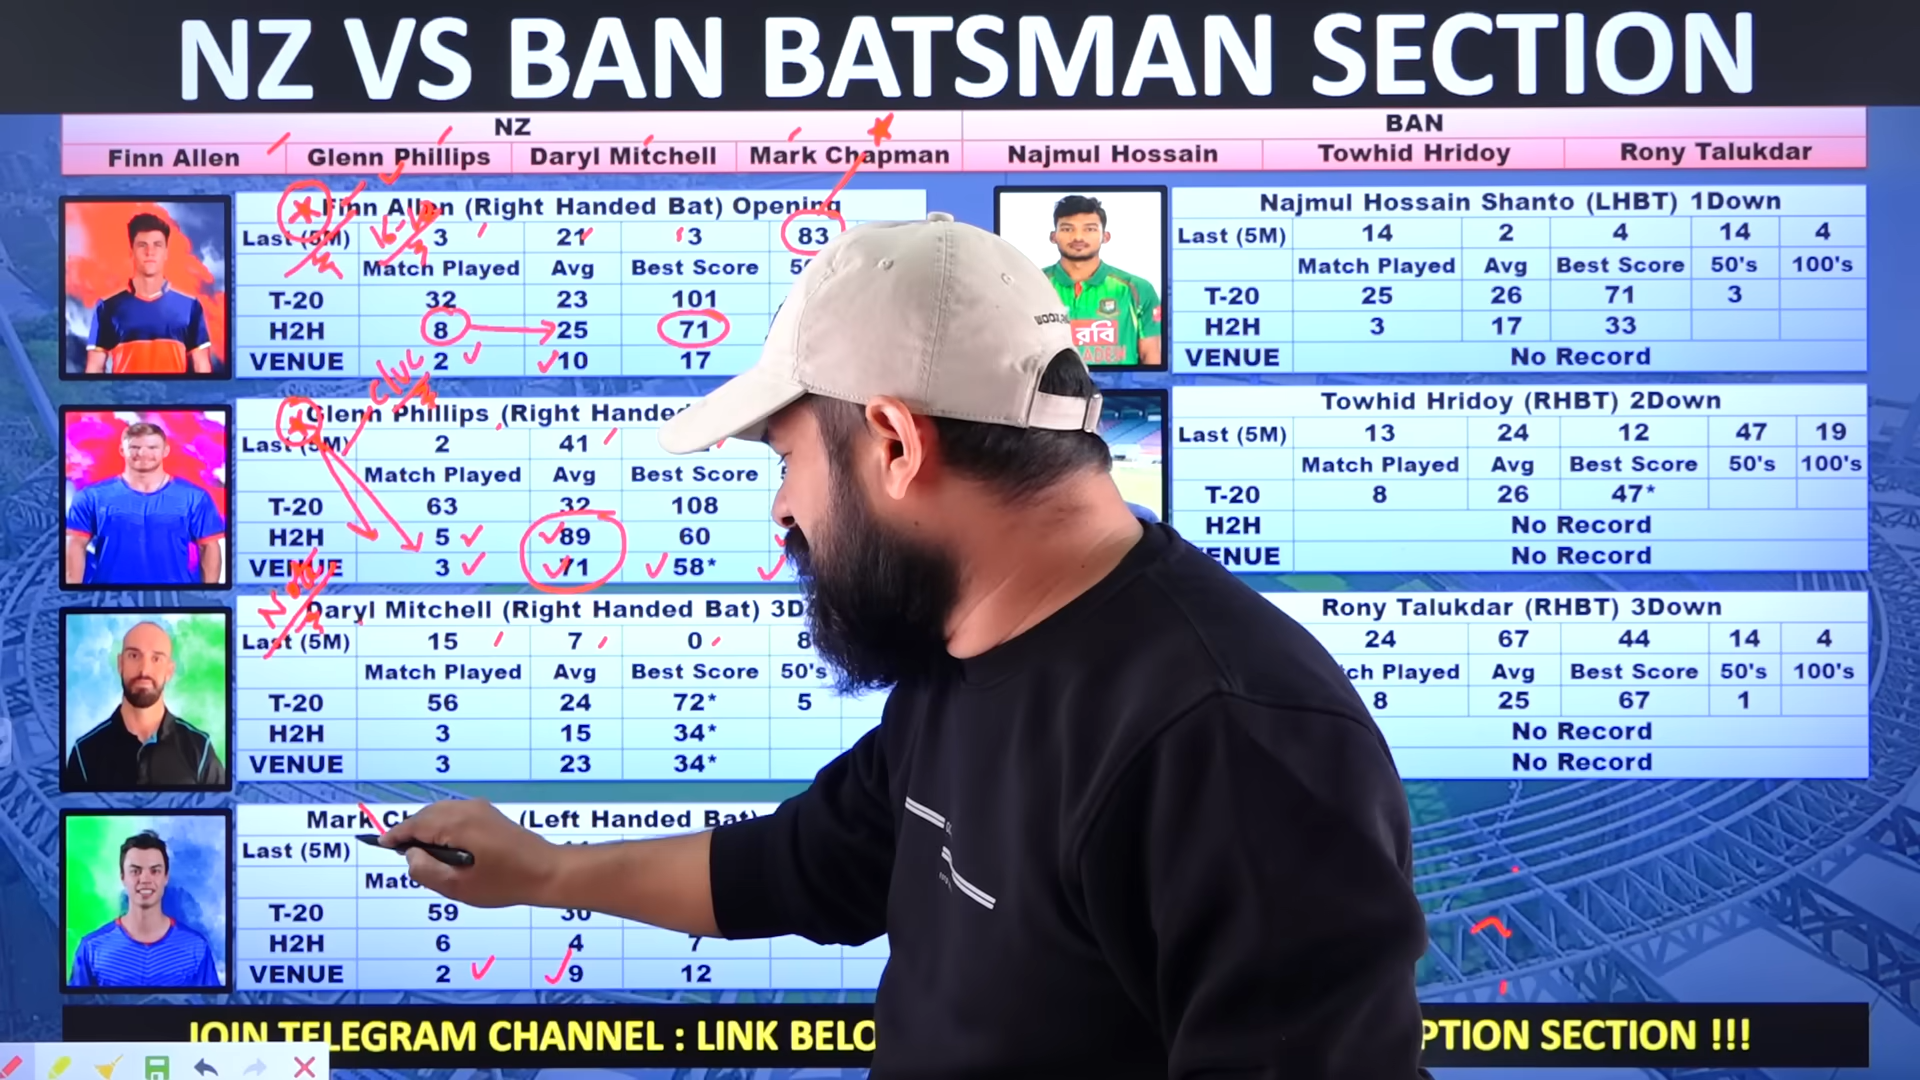 NZ VS BAN BATSMAN SECTION
NZ
BAN
Finn Allen
Glenn Phillips
Daryl Mitchell
Mark Chapman
Najmul Hossain
Towhid Hridoy
Rony Talukdar
Finn Allen (Right Handed Bat) Opening
Last (5M) 3 21 3 83
Match Played Avg Best Score
T-20 32 23 101
H2H 8 25 71
VENUE 2 10 17
Glenn Phillips (Right Handed
Last (5M) 2 41
Match Played Avg Best Score
T-20 63 32 108
H2H 5 89 60
VENUE 3 71 58*
Daryl Mitchell (Right Handed Bat) 3D
Last (5M) 15 7 0 8
Match Played Avg Best Score 50's
T-20 56 24 72* 5
H2H 3 15 34*
VENUE 3 23 34*
Mark (Left Handed Bat)
Last (5M)
T-20 59 30
H2H 6 4 7
VENUE 2 9 12
Najmul Hossain Shanto (LHBT) 1Down
Last (5M) 14 2 4 14 4
Match Played Avg Best Score 50's 100's
T-20 25 26 71 3
H2H 3 17 33
VENUE No Record
Towhid Hridoy (RHBT) 2Down
Last (5M) 13 24 12 47 19
Match Played Avg Best Score 50's 100's
T-20 8 26 47*
H2H No Record
VENUE No Record
Rony Talukdar (RHBT) 3Down
24 67 44 14 4
Played Avg Best Score 50's 100's
8 25 67 1
No Record
No Record
রবি
JOIN TELEGRAM CHANNEL : LINK BELO
PTION SECTION !!!